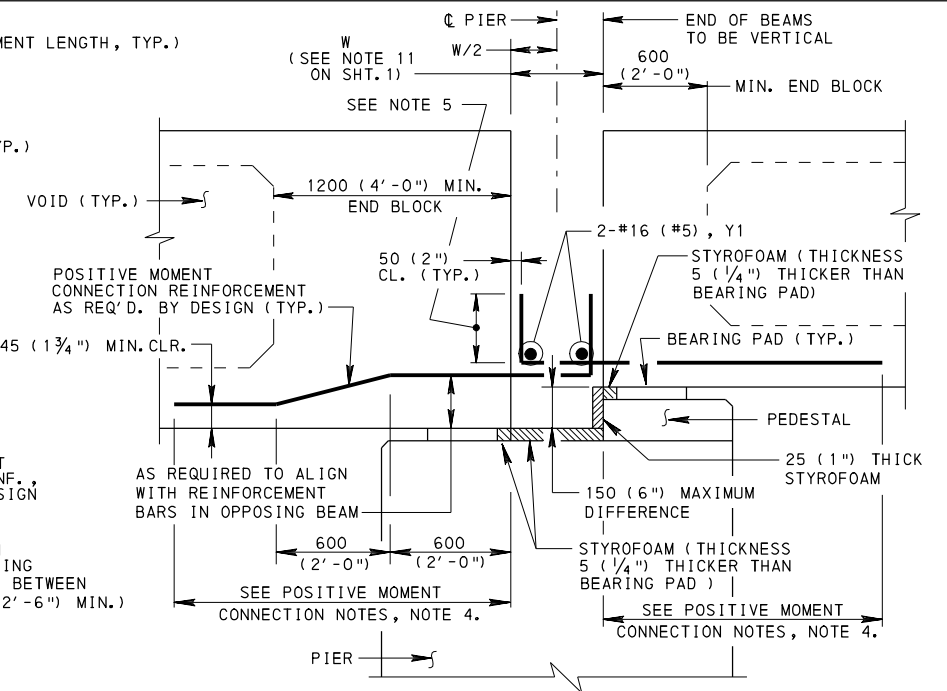 ℄ PIER
END OF BEAMS
TO BE VERTICAL
MENT LENGTH, TYP.)
W
(SEE NOTE 11
ON SHT.1)
W/2
600
(2'-0")
MIN. END BLOCK
SEE NOTE 5
YP.)
1200 (4'-0") MIN.
END BLOCK
VOID (TYP.)
2-#16 (#5), Y1
50 (2")
CL. (TYP.)
STYROFOAM (THICKNESS
5 (1/4") THICKER THAN
BEARING PAD)
POSITIVE MOMENT
CONNECTION REINFORCEMENT
AS REQ'D. BY DESIGN (TYP.)
BEARING PAD (TYP.)
45 (1 3/4") MIN.CLR.
PEDESTAL
25 (1") THICK
STYROFOAM
NF.,
SIGN
AS REQUIRED TO ALIGN
WITH REINFORCEMENT
BARS IN OPPOSING BEAM
150 (6") MAXIMUM
DIFFERENCE
600
(2'-0")
600
(2'-0")
STYROFOAM (THICKNESS
5 (1/4") THICKER THAN
BEARING PAD )
ING
BETWEEN
2'-6") MIN.)
SEE POSITIVE MOMENT
CONNECTION NOTES, NOTE 4.
SEE POSITIVE MOMENT
CONNECTION NOTES, NOTE 4.
PIER